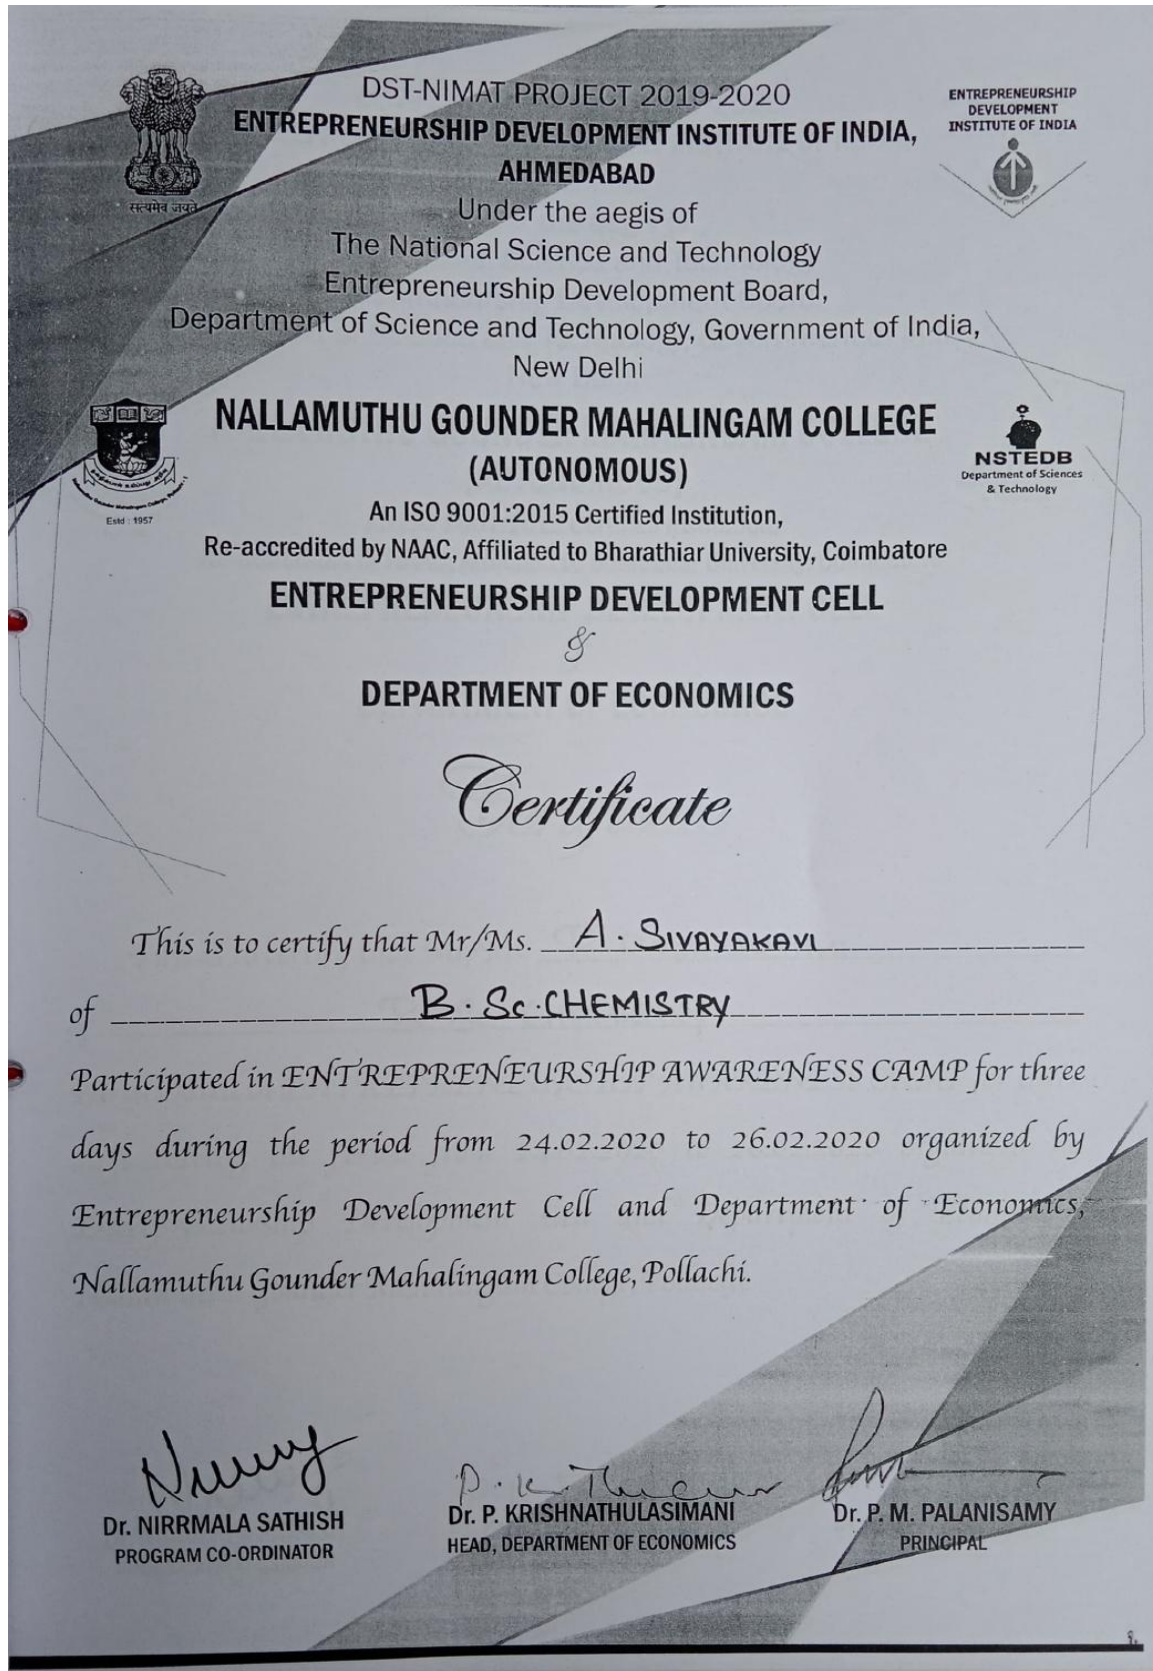 DST-NIMAT PROJECT 2019-2020
ENTREPRENEURSHIP DEVELOPMENT INSTITUTE OF INDIA,
AHMEDABAD
ENTREPRENEURSHIP
DEVELOPMENT
INSTITUTE OF INDIA
सत्यमेव जयते
Under the aegis of
The National Science and Technology
Entrepreneurship Development Board,
Department of Science and Technology, Government of India,
New Delhi
NALLAMUTHU GOUNDER MAHALINGAM COLLEGE
(AUTONOMOUS)
Estd : 1957
NSTEDB
Department of Sciences
& Technology
An ISO 9001:2015 Certified Institution,
Re-accredited by NAAC, Affiliated to Bharathiar University, Coimbatore
ENTREPRENEURSHIP DEVELOPMENT CELL
&
DEPARTMENT OF ECONOMICS
Certificate
This is to certify that Mr/Ms. A. SIVAYAKAVI
of B.Sc.CHEMISTRY
Participated in ENTREPRENEURSHIP AWARENESS CAMP for three
days during the period from 24.02.2020 to 26.02.2020 organized by
Entrepreneurship Development Cell and Department of Economics,
Nallamuthu Gounder Mahalingam College, Pollachi.
Dr. NIRRMALA SATHISH
PROGRAM CO-ORDINATOR
Dr. P. KRISHNATHULASIMANI
HEAD, DEPARTMENT OF ECONOMICS
Dr. P. M. PALANISAMY
PRINCIPAL